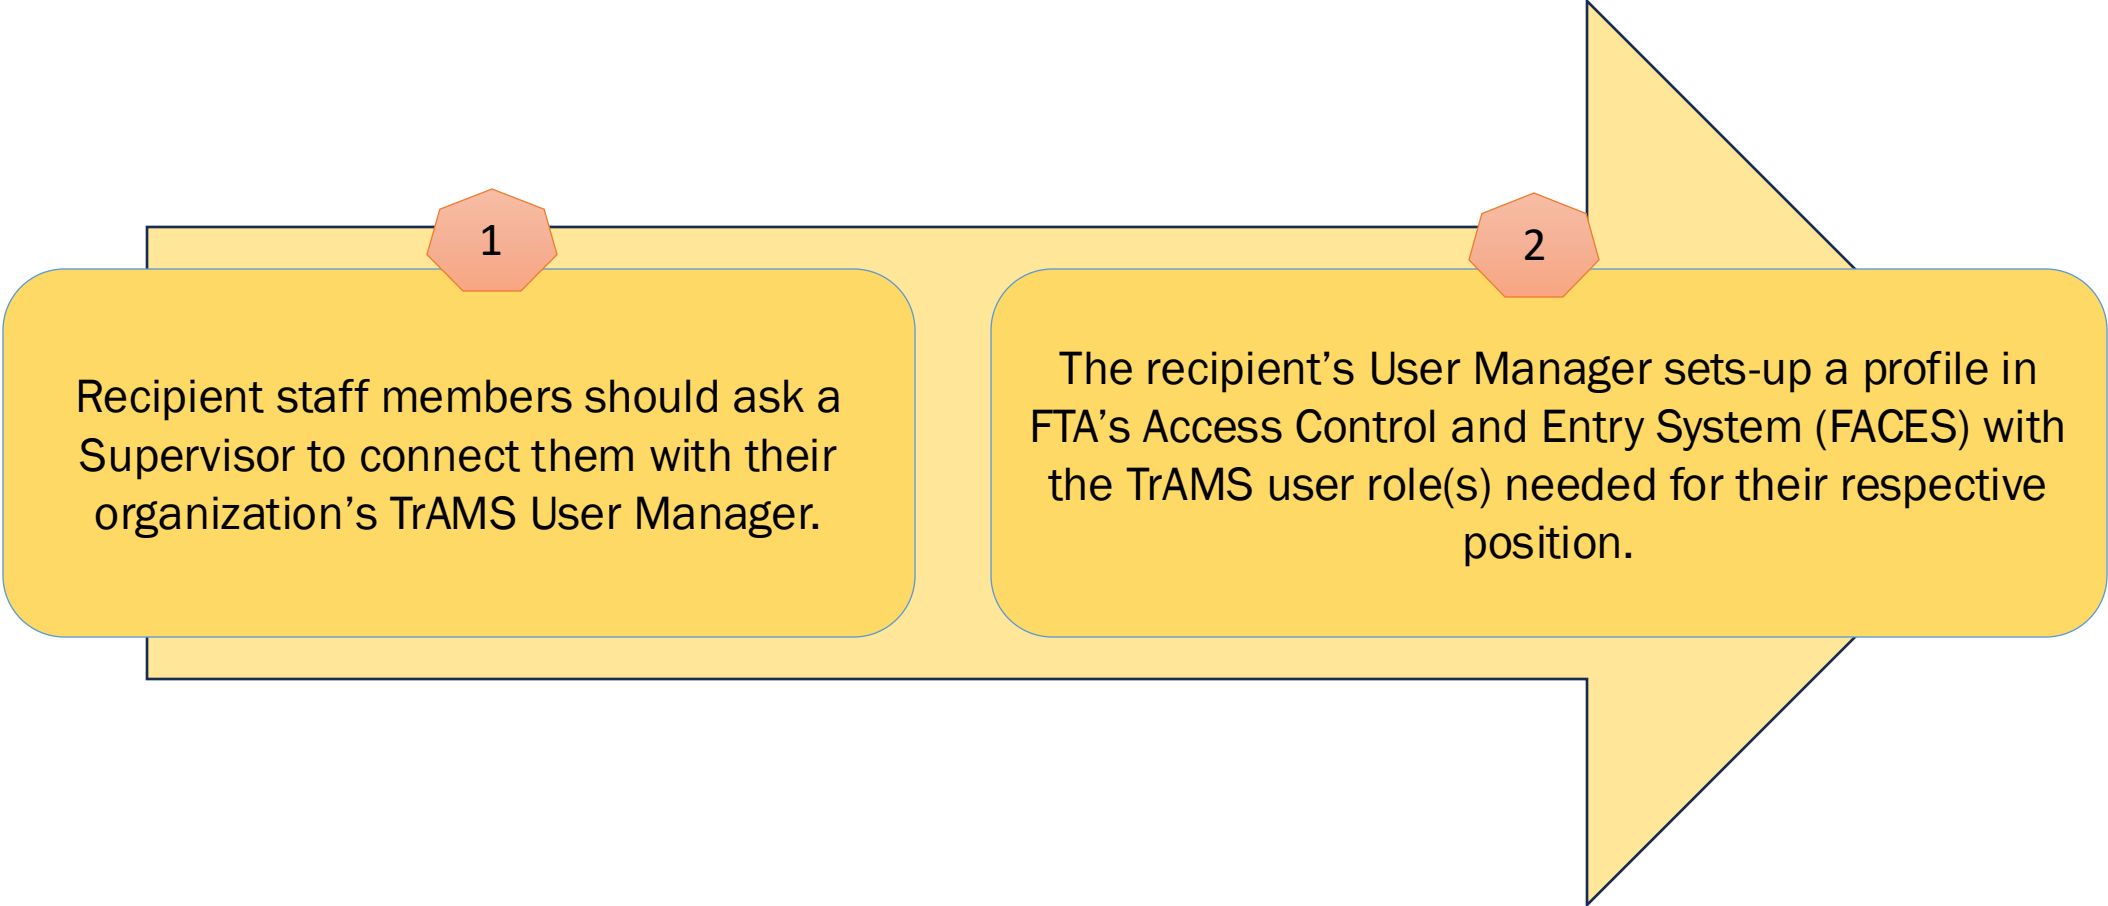 1
Recipient staff members should ask a
Supervisor to connect them with their
organization’s TrAMS User Manager.
2
The recipient’s User Manager sets-up a profile in
FTA’s Access Control and Entry System (FACES) with
the TrAMS user role(s) needed for their respective
position.